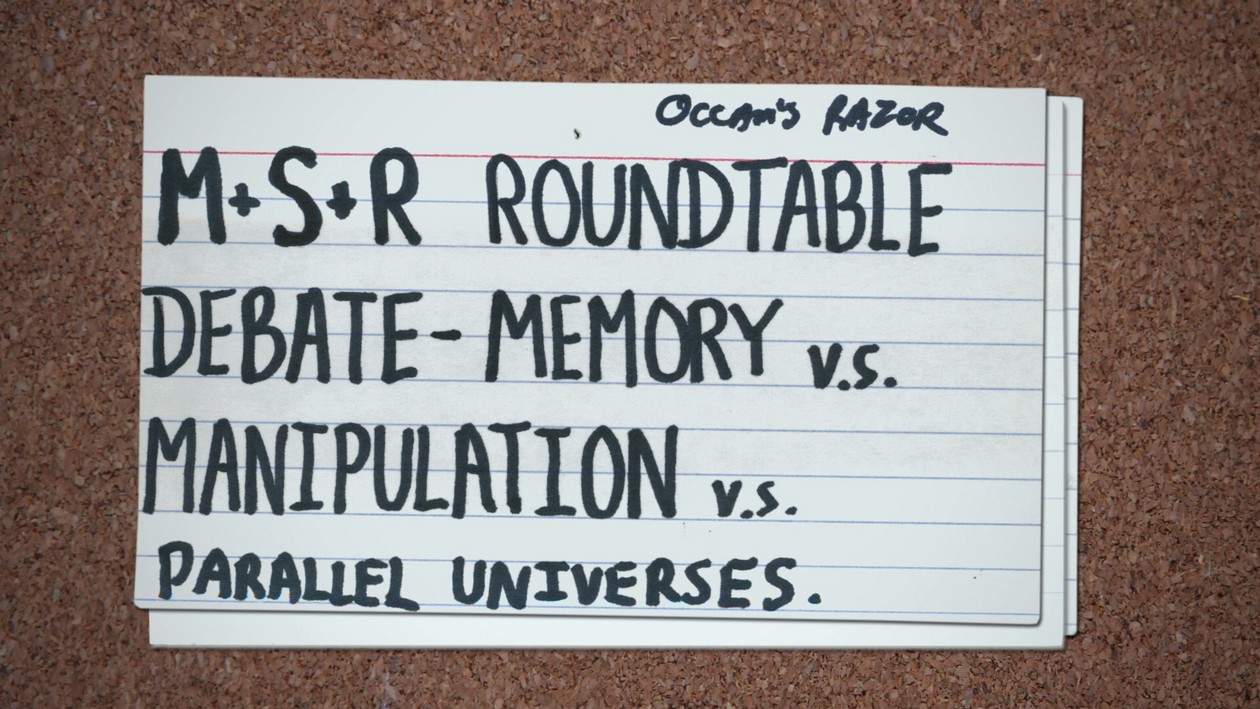 Occam's RAZOR
M+S+R ROUNDTABLE
DEBATE- MEMORY v.s.
MANIPULATION v.s.
PARALLEL UNIVERSES.